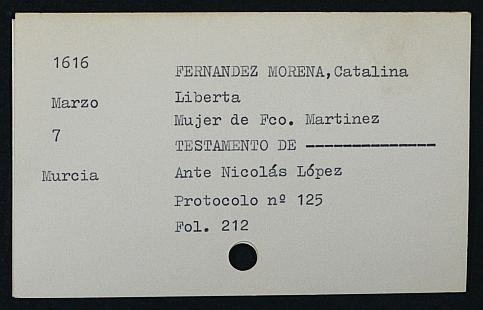 1616
Marzo
7
Murcia
FERNANDEZ MORENA,Catalina
Liberta
Mujer de Fco. Martinez
TESTAMENTO DE ---------------
Ante Nicolás López
Protocolo nº 125
Fol. 212